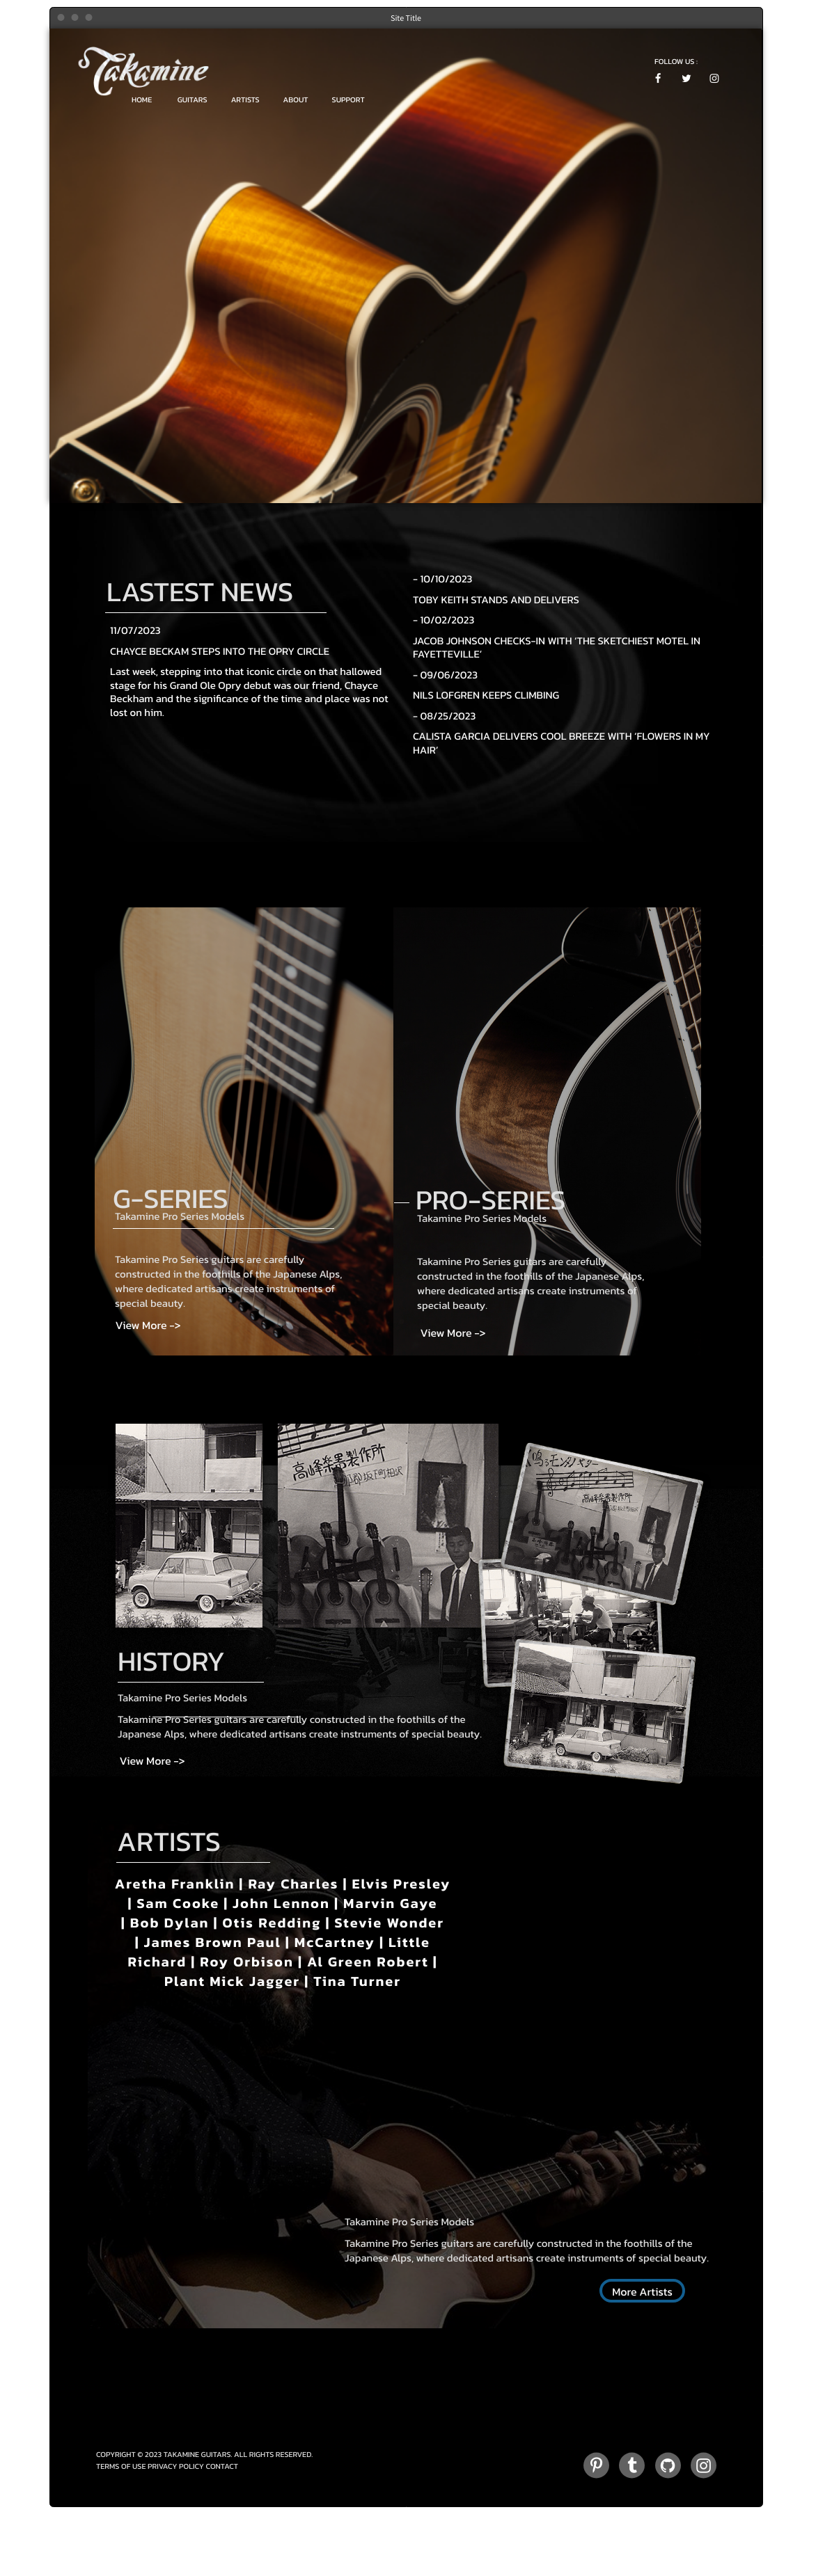 Site Title
Takamine
FOLLOW US :
HOME GUITARS ARTISTS ABOUT SUPPORT
LASTEST NEWS
11/07/2023
CHAYCE BECKAM STEPS INTO THE OPRY CIRCLE
Last week, stepping into that iconic circle on that hallowed
stage for his Grand Ole Opry debut was our friend, Chayce
Beckham and the significance of the time and place was not
lost on him.
- 10/10/2023
TOBY KEITH STANDS AND DELIVERS
- 10/02/2023
JACOB JOHNSON CHECKS-IN WITH 'THE SKETCHIEST MOTEL IN
FAYETTEVILLE'
- 09/06/2023
NILS LOFGREN KEEPS CLIMBING
- 08/25/2023
CALISTA GARCIA DELIVERS COOL BREEZE WITH 'FLOWERS IN MY
HAIR'
G-SERIES
Takamine Pro Series Models
Takamine Pro Series guitars are carefully
constructed in the foothills of the Japanese Alps,
where dedicated artisans create instruments of
special beauty.
View More ->
PRO-SERIES
Takamine Pro Series Models
Takamine Pro Series guitars are carefully
constructed in the foothills of the Japanese Alps,
where dedicated artisans create instruments of
special beauty.
View More ->
高峰楽器製作所
HISTORY
Takamine Pro Series Models
Takamine Pro Series guitars are carefully constructed in the foothills of the
Japanese Alps, where dedicated artisans create instruments of special beauty.
View More ->
ARTISTS
Aretha Franklin | Ray Charles | Elvis Presley
| Sam Cooke | John Lennon | Marvin Gaye
| Bob Dylan | Otis Redding | Stevie Wonder
| James Brown Paul | McCartney | Little
Richard | Roy Orbison | Al Green Robert |
Plant Mick Jagger | Tina Turner
Takamine Pro Series Models
Takamine Pro Series guitars are carefully constructed in the foothills of the
Japanese Alps, where dedicated artisans create instruments of special beauty.
More Artists
COPYRIGHT © 2023 TAKAMINE GUITARS. ALL RIGHTS RESERVED.
TERMS OF USE PRIVACY POLICY CONTACT